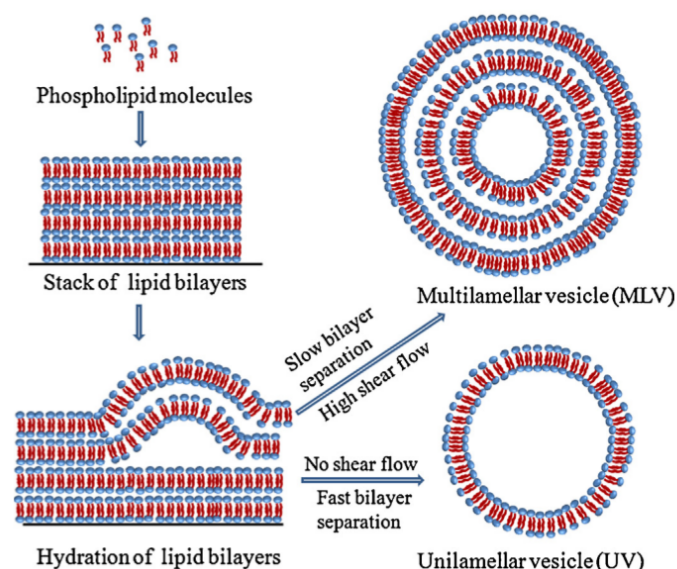 Phospholipid molecules
Stack of lipid bilayers
Multilamellar vesicle (MLV)
Slow bilayer
separation
High shear flow
No shear flow
Fast bilayer
separation
Hydration of lipid bilayers
Unilamellar vesicle (UV)